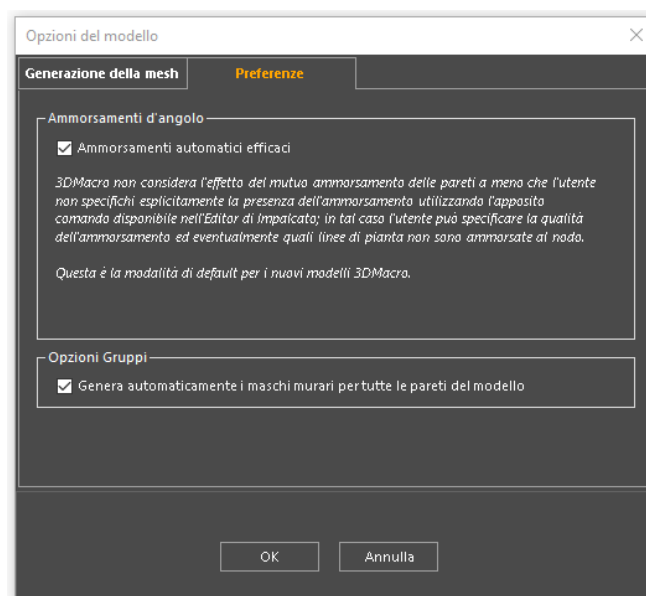 Opzioni del modello
Generazione della mesh Preferenze
Ammorsamenti d'angolo
Ammorsamenti automatici efficaci
3DMacro non considera l'effetto del mutuo ammorsamento delle pareti a meno che l'utente
non specifichi esplicitamente la presenza dell'ammorsamento utilizzando l'apposito
comando disponibile nell'Editor di Impalcato; in tal caso l'utente può specificare la qualità
dell'ammorsamento ed eventualmente quali linee di pianta non sono ammorsate al nodo.
Questa è la modalità di default per i nuovi modelli 3DMacro.
Opzioni Gruppi
Genera automaticamente i maschi murari per tutte le pareti del modello
OK Annulla